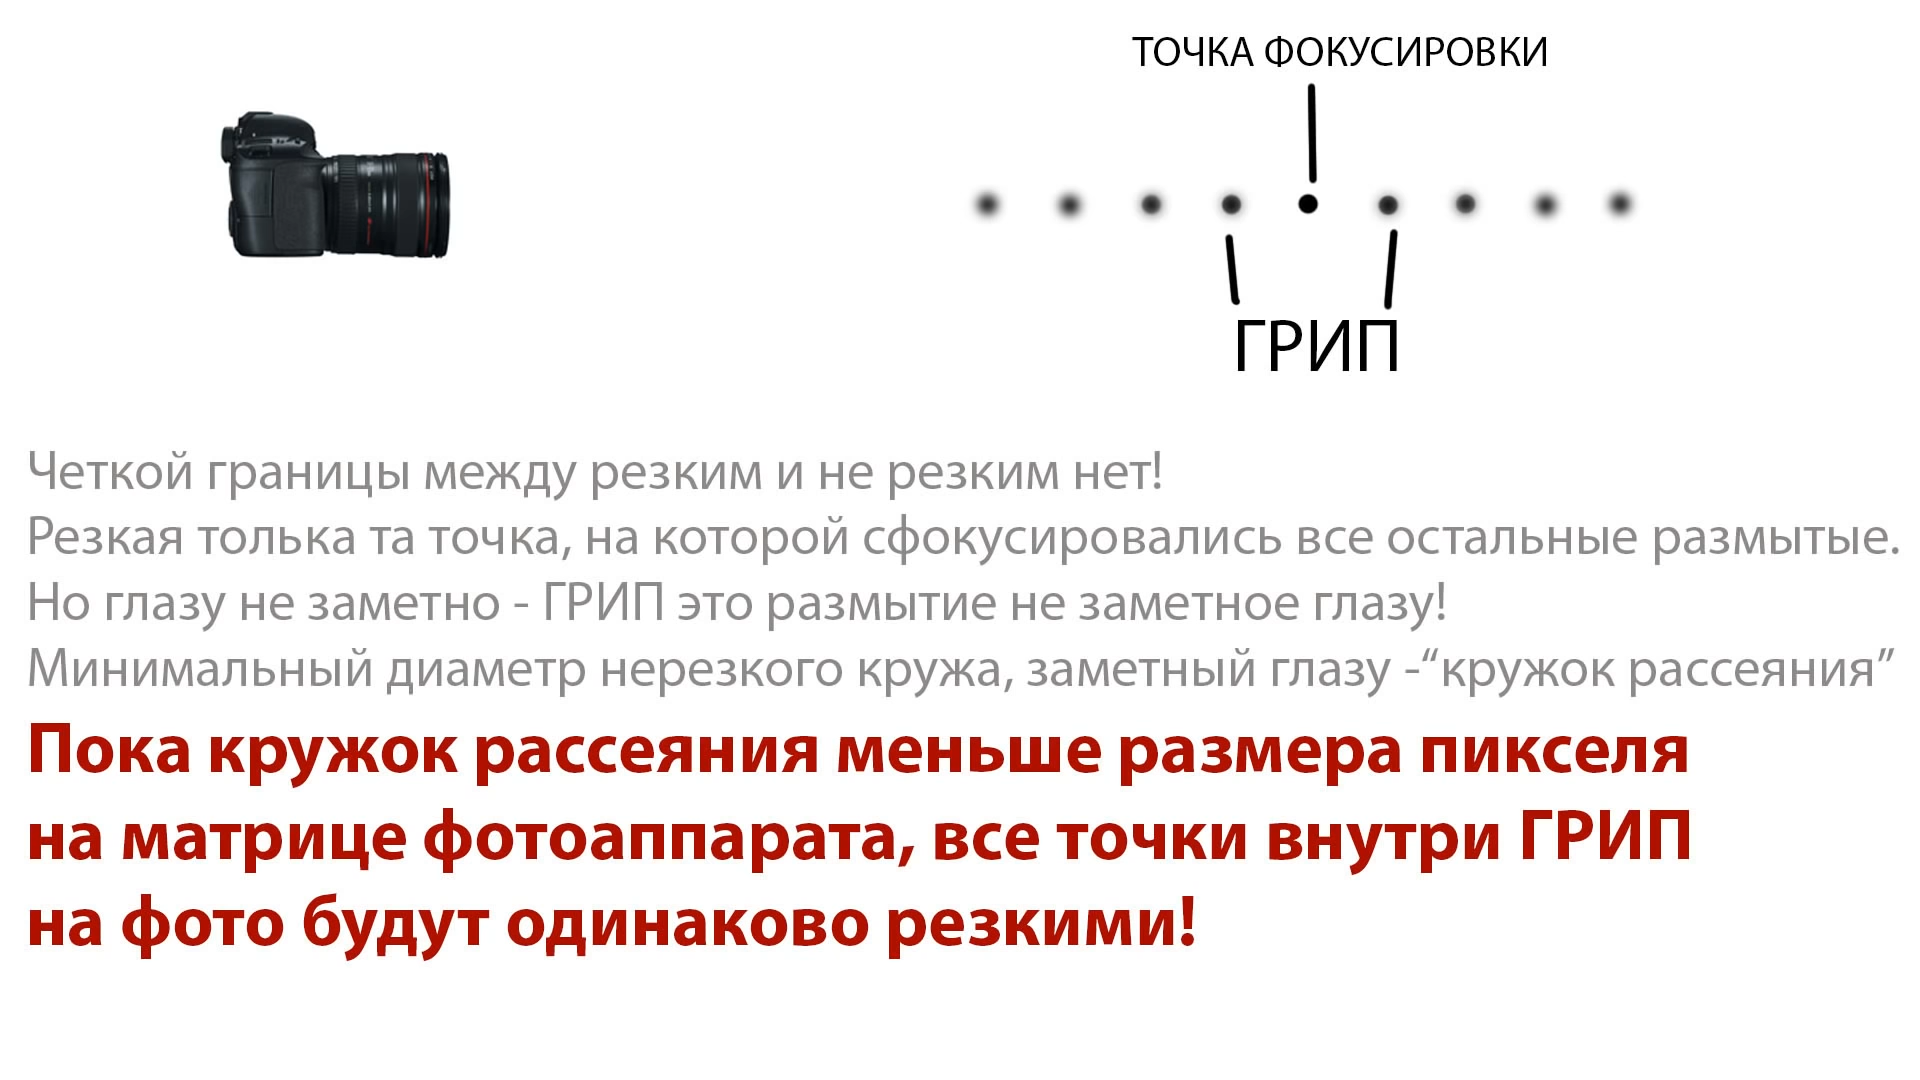 ТОЧКА ФОКУСИРОВКИ
ГРИП
Четкой границы между резким и не резким нет!
Резкая толька та точка, на которой сфокусировались все остальные размытые.
Но глазу не заметно - ГРИП это размытие не заметное глазу!
Минимальный диаметр нерезкого кружа, заметный глазу -“кружок рассеяния”
Пока кружок рассеяния меньше размера пикселя
на матрице фотоаппарата, все точки внутри ГРИП
на фото будут одинаково резкими!